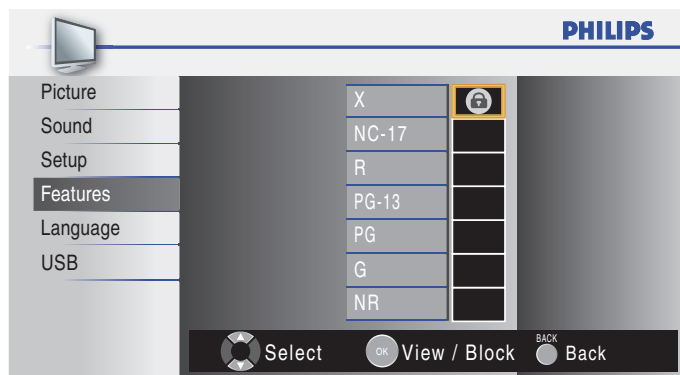 PHILIPS
Picture
Sound
Setup
Features
Language
USB
X
NC-17
R
PG-13
PG
G
NR
Select
OK
View / Block
BACK
Back